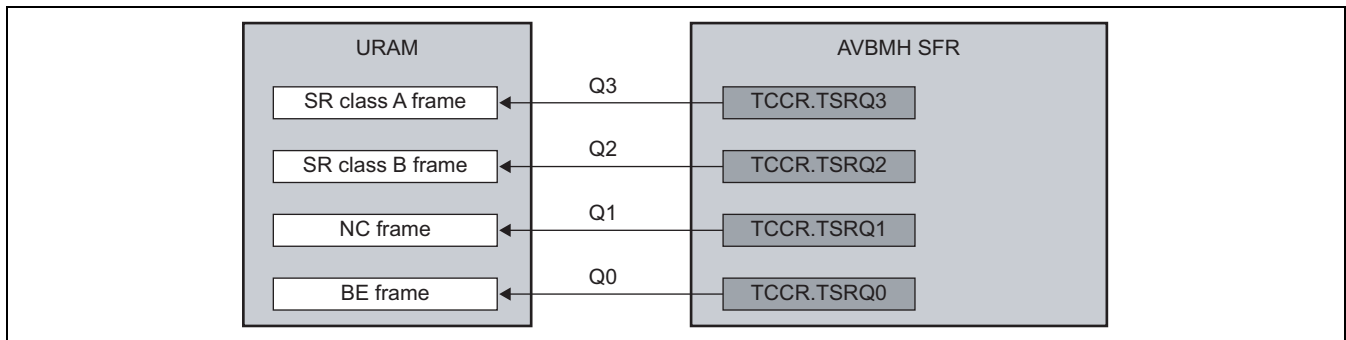 URAM AVBMH SFR
SR class A frame Q3 TCCR.TSRQ3
SR class B frame Q2 TCCR.TSRQ2
NC frame Q1 TCCR.TSRQ1
BE frame Q0 TCCR.TSRQ0